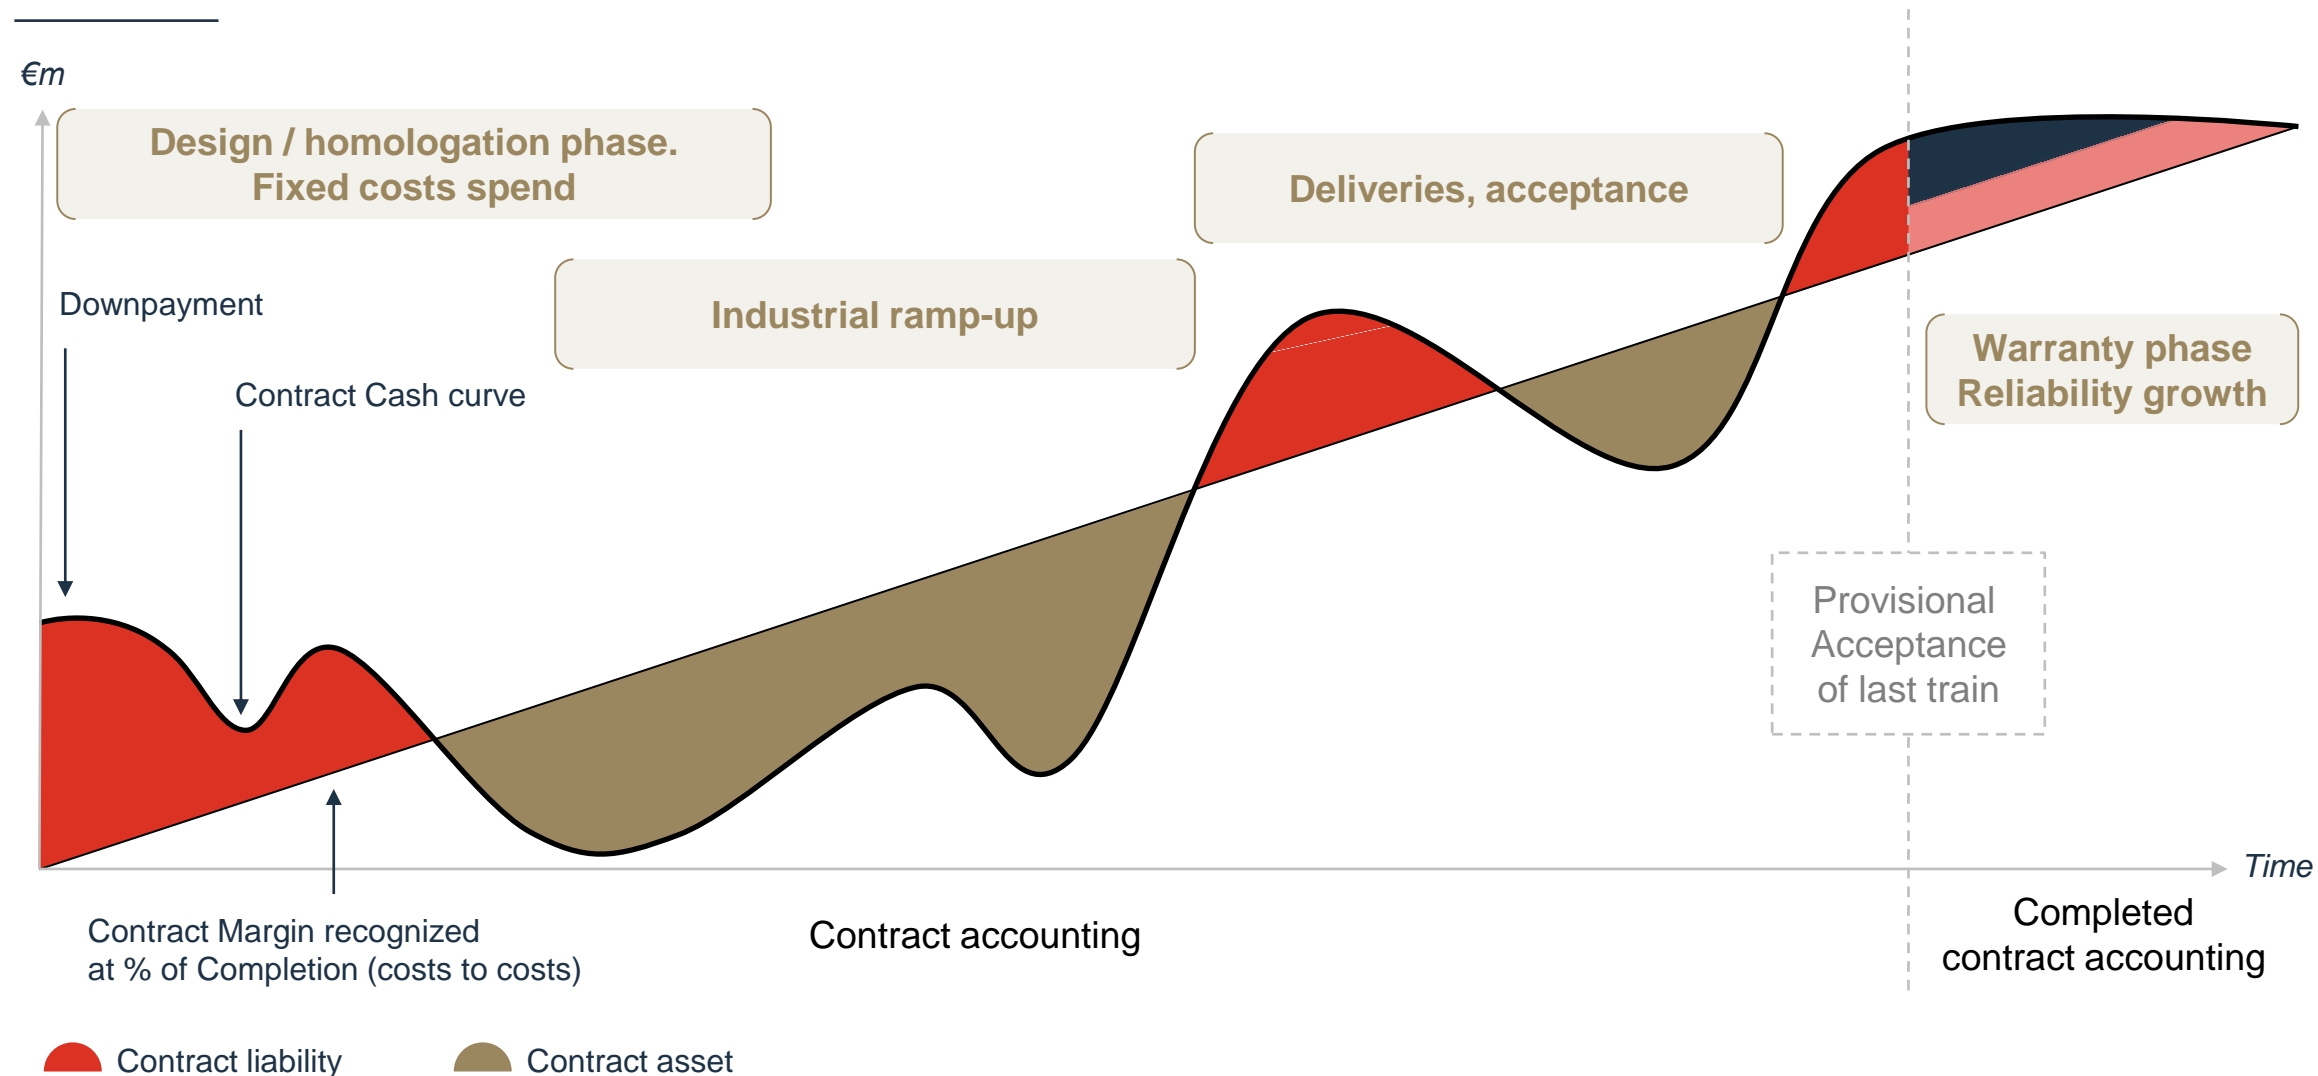 €m
Design / homologation phase.
Fixed costs spend
Deliveries, acceptance
Industrial ramp-up
Downpayment
Contract Cash curve
Warranty phase
Reliability growth
Provisional
Acceptance
of last train
Time
Contract Margin recognized
at % of Completion (costs to costs)
Contract accounting
Completed
contract accounting
Contract liability
Contract asset